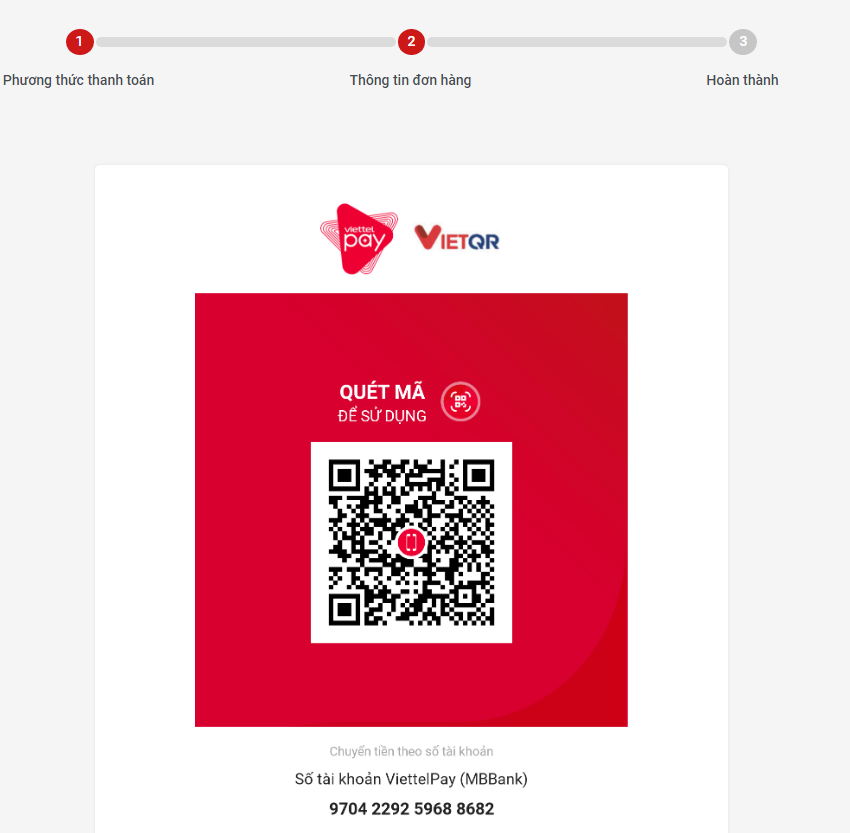 1 2 3
Phương thức thanh toán Thông tin đơn hàng Hoàn thành
viettel
pay
VIETQR
QUÉT MÃ
ĐỂ SỬ DỤNG
Chuyển tiền theo số tài khoản
Số tài khoản ViettelPay (MBBank)
9704 2292 5968 8682